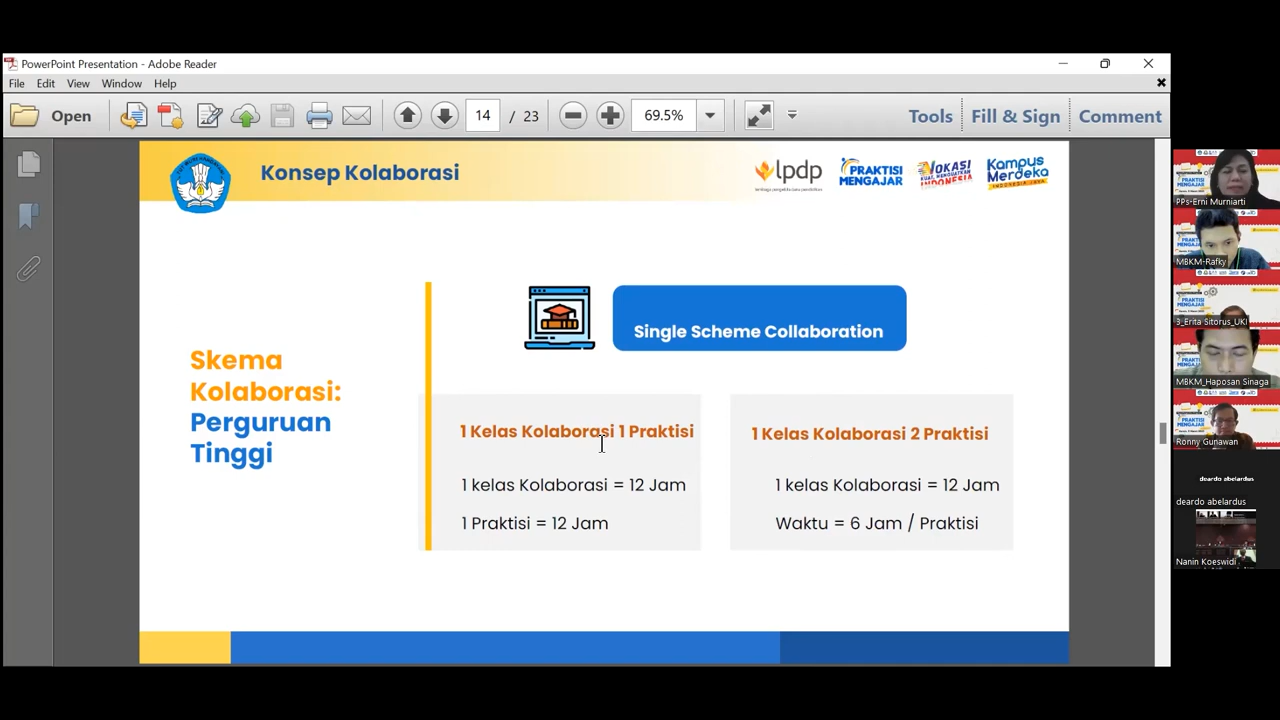 PowerPoint Presentation - Adobe Reader
File Edit View Window Help
Open 14 / 23 69.5% Tools Fill & Sign Comment
Konsep Kolaborasi
lpdp
PRAKTISI
MENGAJAR
VOKASI
INDONESIA
Kampus
Merdeka
INDONESIA JAYA
Single Scheme Collaboration
Skema
Kolaborasi:
Perguruan
Tinggi
1 Kelas Kolaborasi 1 Praktisi
1 kelas Kolaborasi = 12 Jam
1 Praktisi = 12 Jam
1 Kelas Kolaborasi 2 Praktisi
1 kelas Kolaborasi = 12 Jam
Waktu = 6 Jam / Praktisi
PPs-Erni Murniarti
MBKM-Rafky
3_Erita Sitorus_UKI
MBKM_Haposan Sinaga
Ronny Gunawan
deardo abelardus
deardo abelardus
Nanin Koeswidi